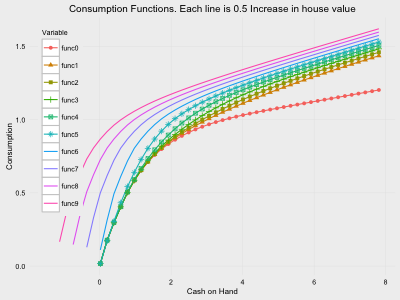 Consumption Functions. Each line is 0.5 Increase in house value
Variable
func0
func1
func2
func3
func4
func5
func6
func7
func8
func9
Consumption
1.5
1.0
0.5
0.0
0 2 4 6 8
Cash on Hand